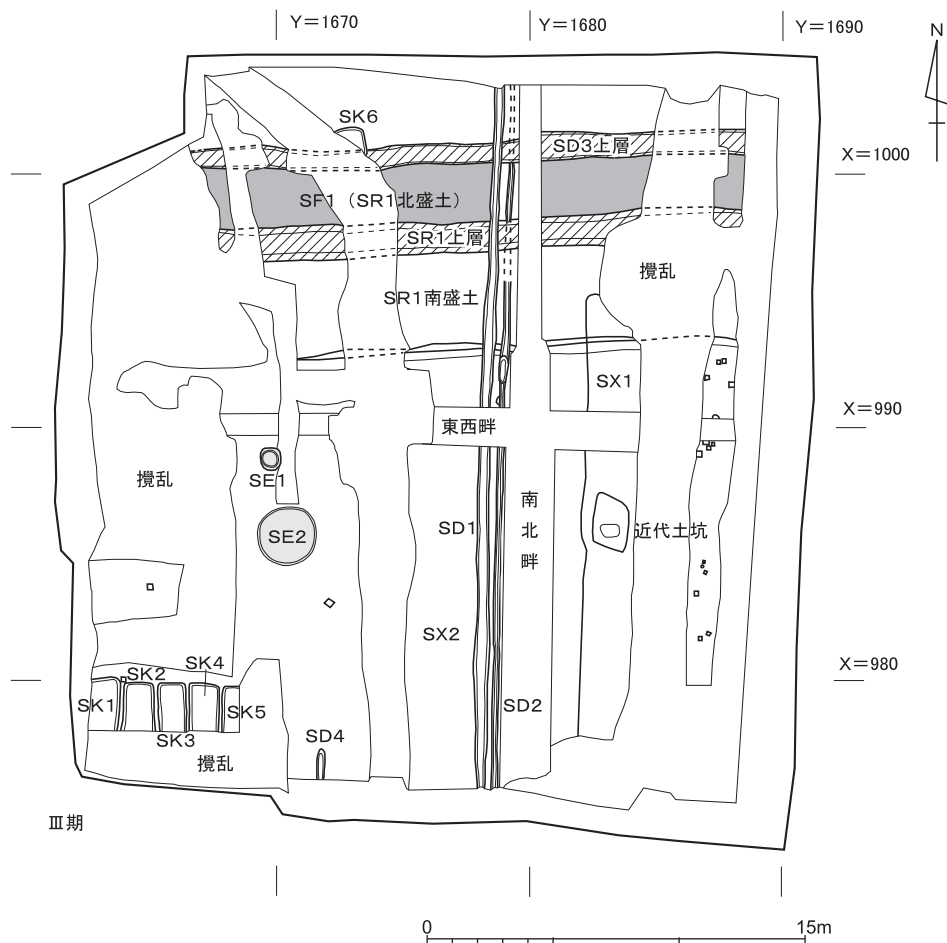 Y=1670
Y=1680
Y=1690
N
SK6
SD3上層
X=1000
SF1（SR1北盛土）
SR1上層
攪乱
SR1南盛土
SX1
X=990
東西畔
攪乱
SE1
南北畔
SD1
近代土坑
SE2
SX2
SK4
X=980
SK2
SK1
SK5
SD2
SK3
SD4
攪乱
Ⅲ期
0
15m